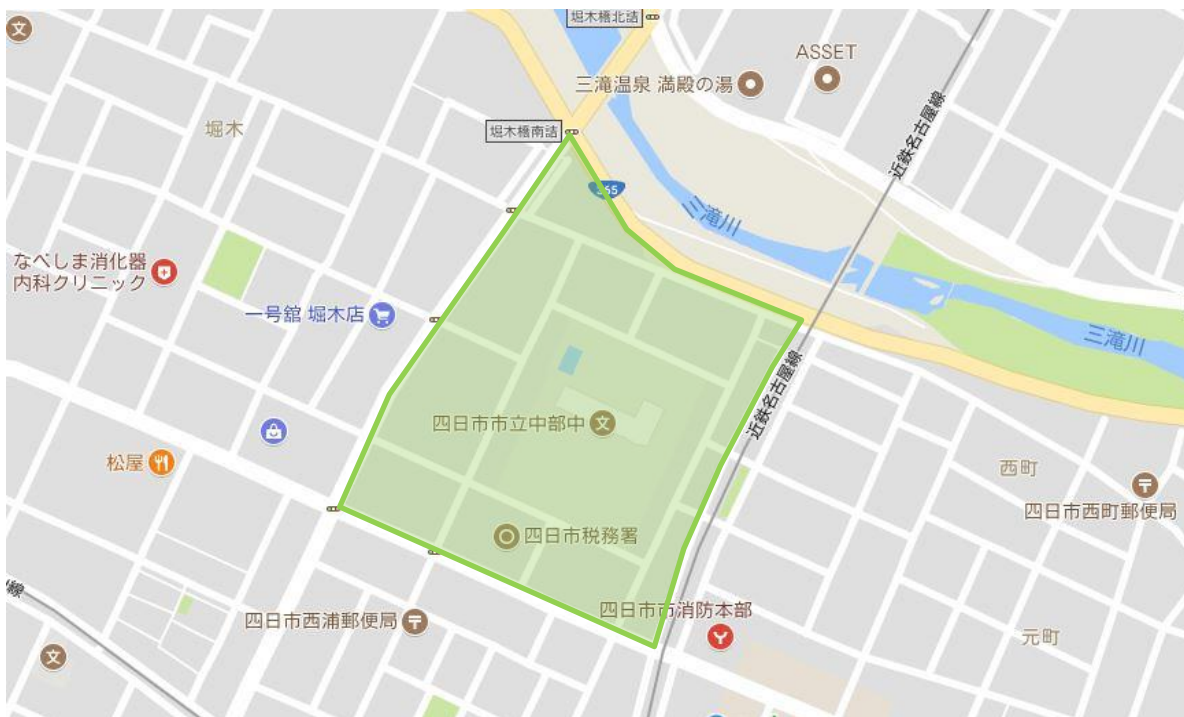 堀木橋北詰
文
ASSET
三滝温泉 満殿の湯
堀木
堀木橋南詰
近鉄名古屋線
365
三滝川
なべしま消化器
内科クリニック
一号舘 堀木店
三滝川
近鉄名古屋線
四日市市立中部中
文
松屋
西町
四日市西町郵便局
四日市税務署
線
四日市西浦郵便局
四日市市消防本部
元町
文